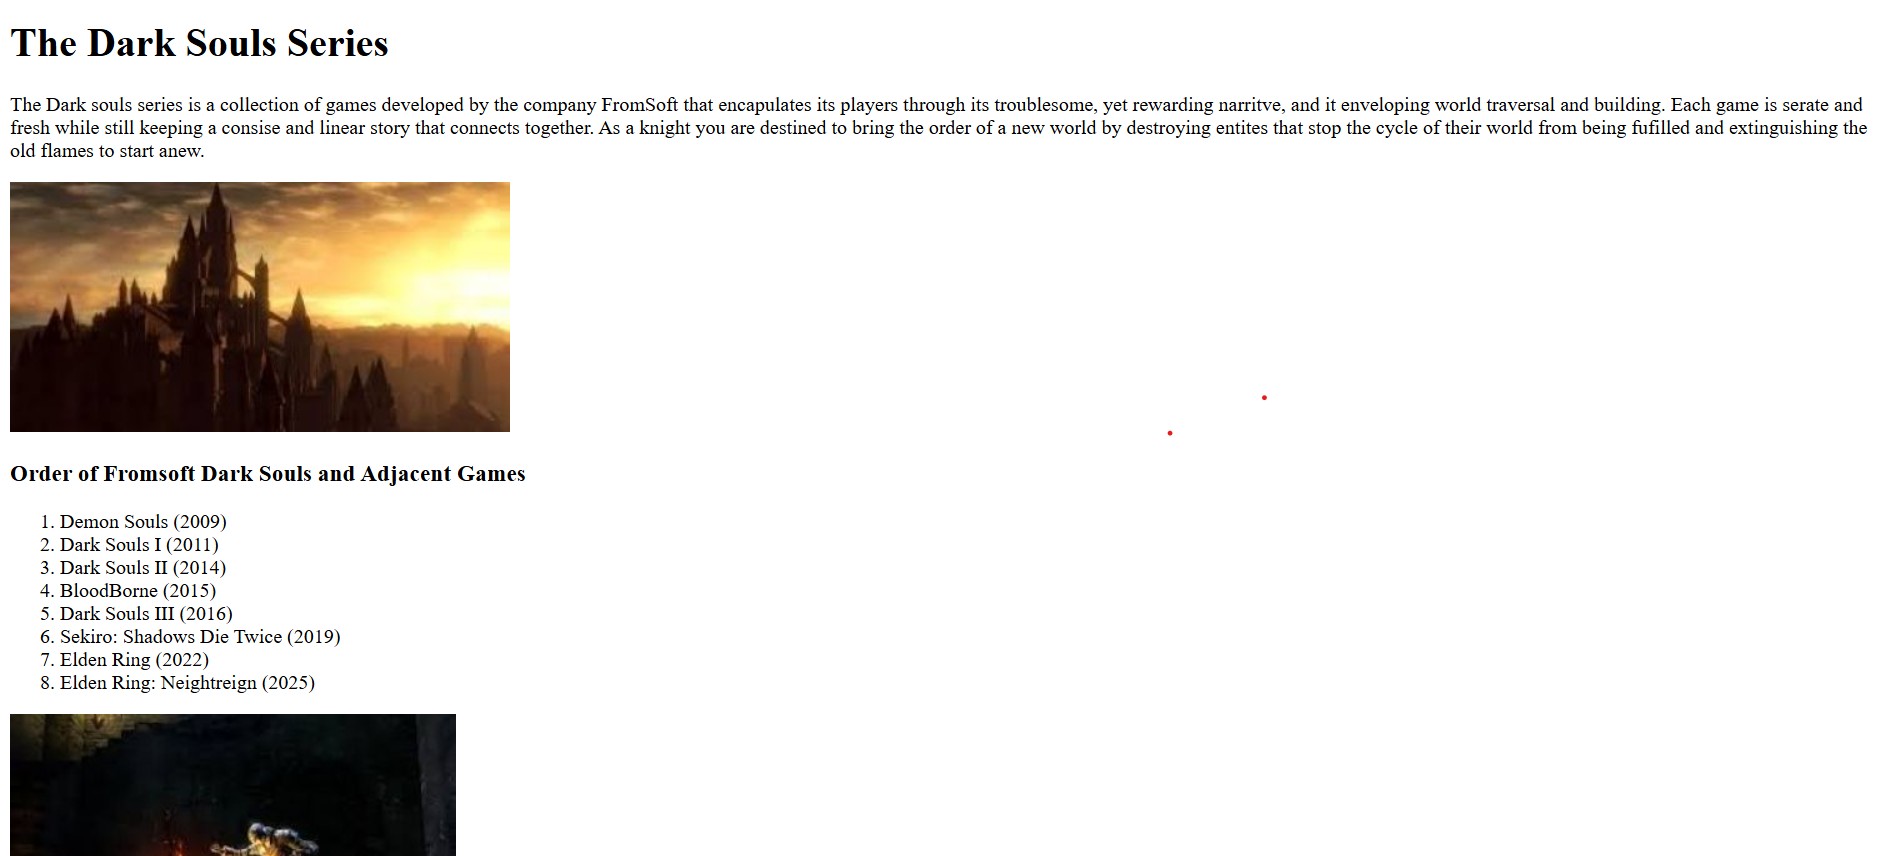 The Dark Souls Series
The Dark souls series is a collection of games developed by the company FromSoft that encapulates its players through its troublesome, yet rewarding narritve, and it enveloping world traversal and building. Each game is serate and
fresh while still keeping a consise and linear story that connects together. As a knight you are destined to bring the order of a new world by destroying entites that stop the cycle of their world from being fufilled and extinguishing the
old flames to start anew.
Order of Fromsoft Dark Souls and Adjacent Games
1. Demon Souls (2009)
2. Dark Souls I (2011)
3. Dark Souls II (2014)
4. BloodBorne (2015)
5. Dark Souls III (2016)
6. Sekiro: Shadows Die Twice (2019)
7. Elden Ring (2022)
8. Elden Ring: Neightreign (2025)